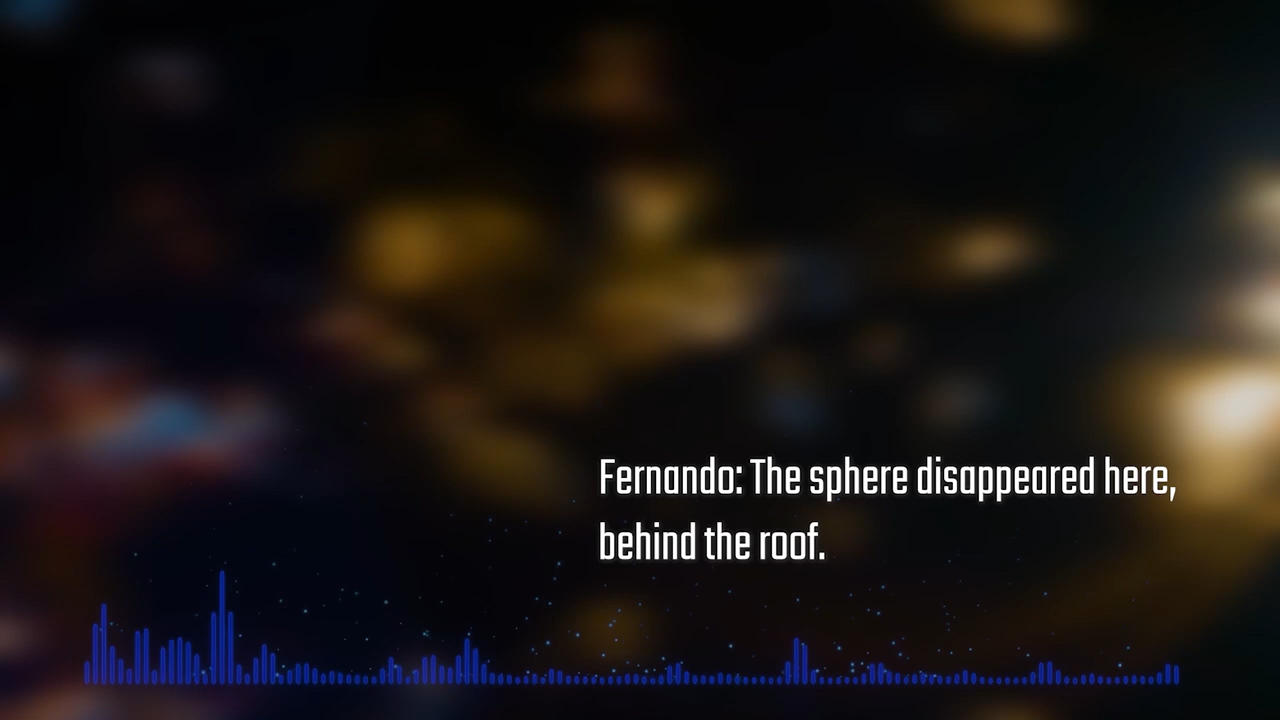 Fernando: The sphere disappeared here,
behind the roof.